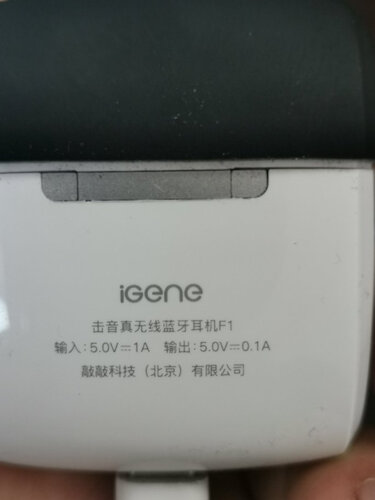 iGene
击音真无线蓝牙耳机F1
输入:5.0V⎓1A 输出:5.0V⎓0.1A
敲敲科技（北京）有限公司